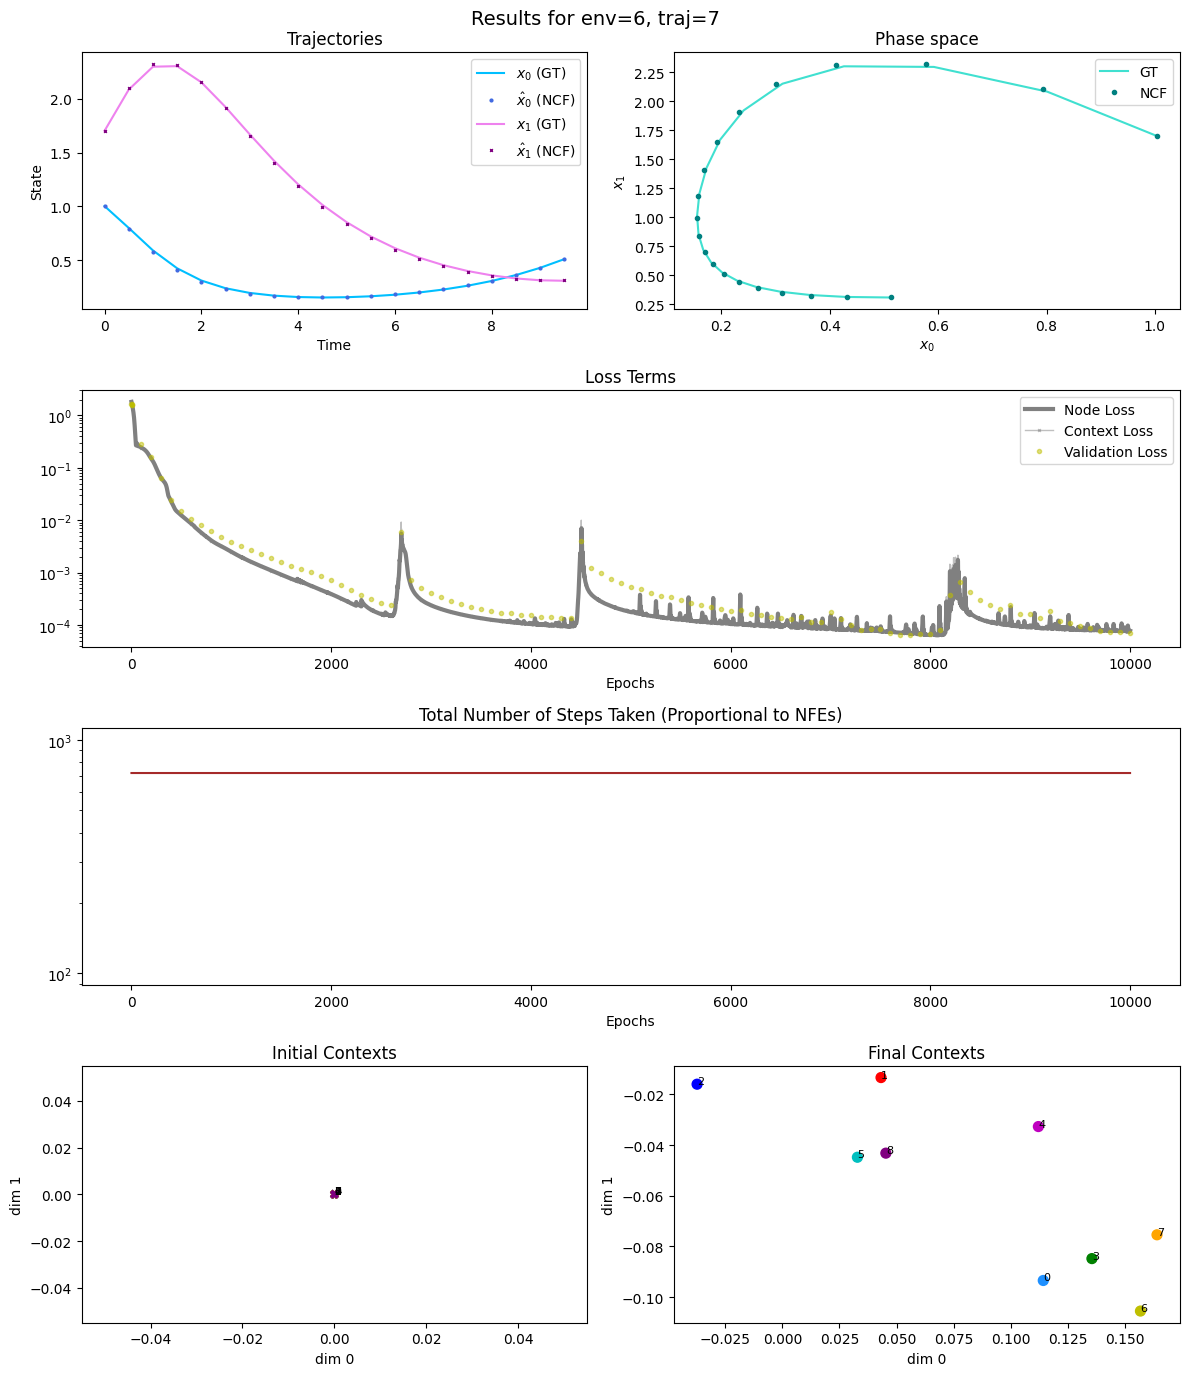 Results for env=6, traj=7
Trajectories
Phase space
State
2.0
1.5
1.0
0.5
x₀ (GT)
x̂₀ (NCF)
x₁ (GT)
x̂₁ (NCF)
0 2 4 6 8
Time
x₁
2.25
2.00
1.75
1.50
1.25
1.00
0.75
0.50
0.25
GT
NCF
0.2 0.4 0.6 0.8 1.0
x₀
Loss Terms
10⁰
10⁻¹
10⁻²
10⁻³
10⁻⁴
Node Loss
Context Loss
Validation Loss
0 2000 4000 6000 8000 10000
Epochs
Total Number of Steps Taken (Proportional to NFEs)
10³
10²
0 2000 4000 6000 8000 10000
Epochs
Initial Contexts
dim 1
0.04
0.02
0.00
−0.02
−0.04
−0.04 −0.02 0.00 0.02 0.04
dim 0
Final Contexts
dim 1
−0.02
−0.04
−0.06
−0.08
−0.10
2
1
4
8
5
7
3
0
6
−0.025 0.000 0.025 0.050 0.075 0.100 0.125 0.150
dim 0